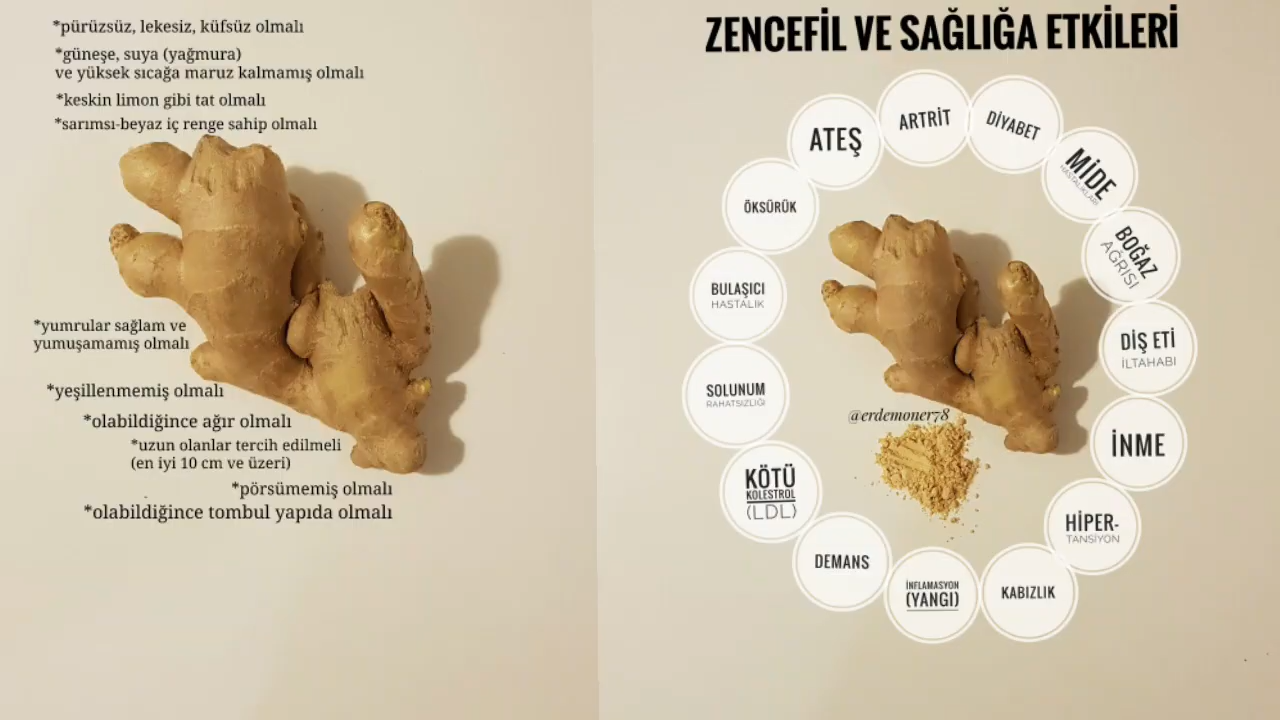 *pürüzsüz, lekesiz, küfsüz olmalı
*güneşe, suya (yağmura)
ve yüksek sıcağa maruz kalmamış olmalı
*keskin limon gibi tat olmalı
*sarımsı-beyaz iç renge sahip olmalı
*yumrular sağlam ve
yumuşamamış olmalı
*yeşillenmemiş olmalı
*olabildiğince ağır olmalı
*uzun olanlar tercih edilmeli
(en iyi 10 cm ve üzeri)
*pörsümemiş olmalı
*olabildiğince tombul yapıda olmalı
ZENCEFİL VE SAĞLIĞA ETKİLERİ
ATEŞ
ARTRİT
DİYABET
MİDE
HASTALIKLARI
BOĞAZ
AĞRISI
DİŞ ETİ
İLTAHABI
İNME
HİPER-
TANSİYON
KABIZLIK
İNFLAMASYON
(YANGI)
DEMANS
KÖTÜ
KOLESTROL
(LDL)
SOLUNUM
RAHATSIZLIĞI
BULAŞICI
HASTALIK
ÖKSÜRÜK
@erdemoner78